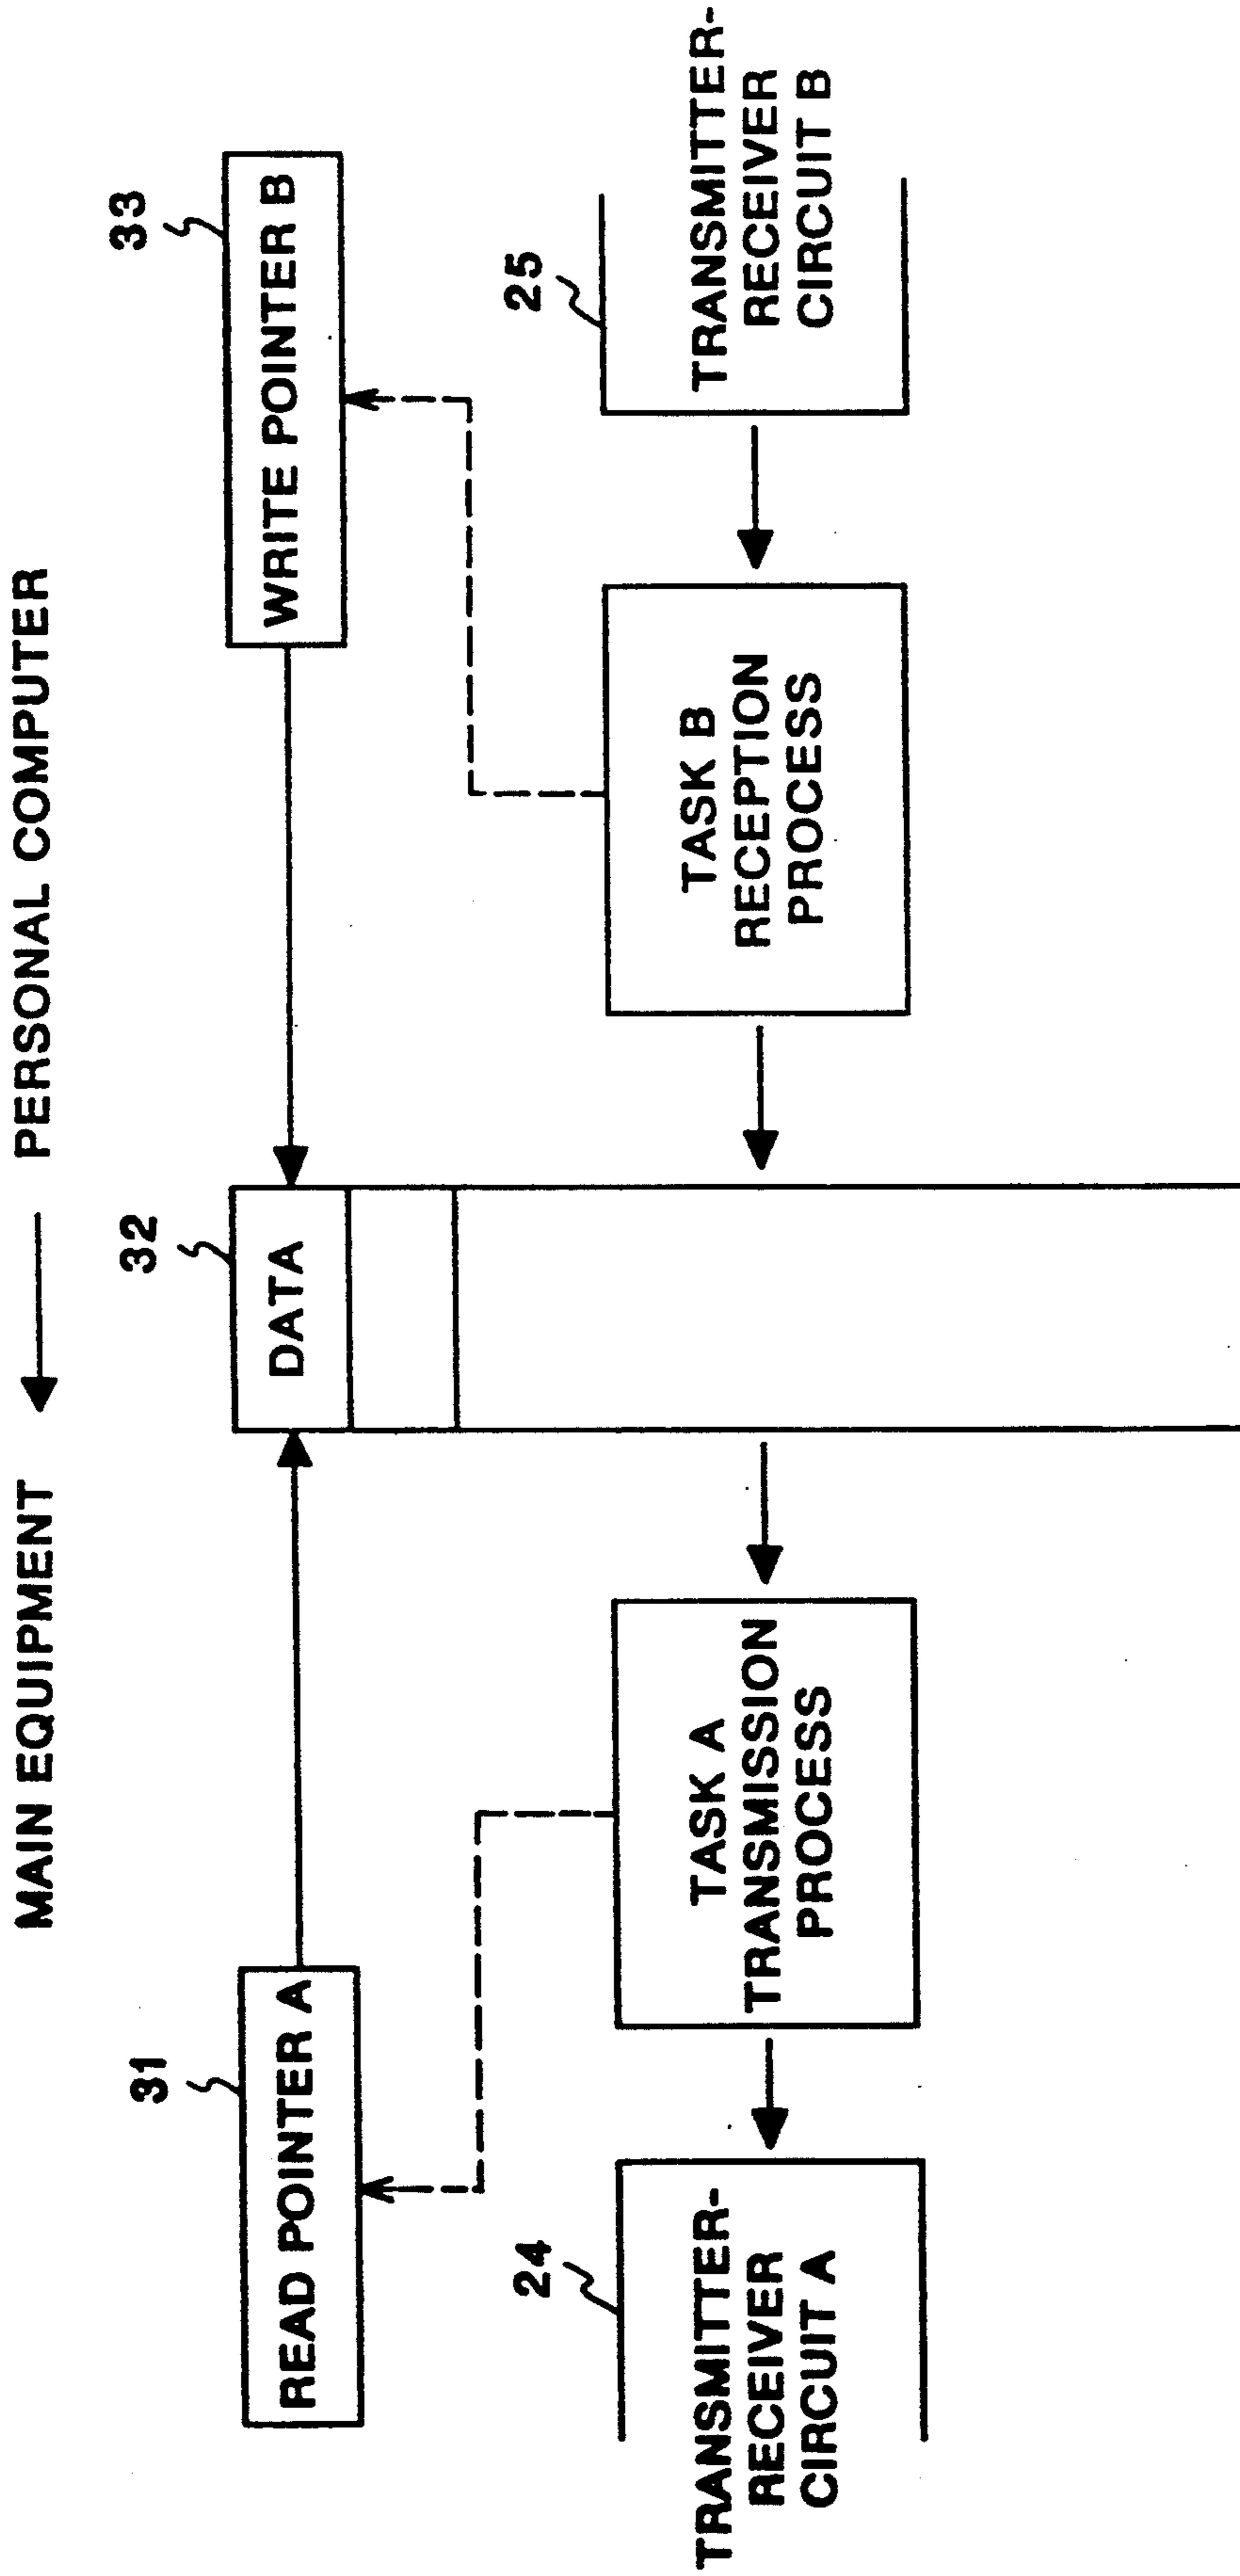 MAIN EQUIPMENT ← PERSONAL COMPUTER
31
READ POINTER A
32
DATA
33
WRITE POINTER B
24
TRANSMITTER-
RECEIVER
CIRCUIT A
TASK A
TRANSMISSION
PROCESS
TASK B
RECEPTION
PROCESS
25
TRANSMITTER-
RECEIVER
CIRCUIT B